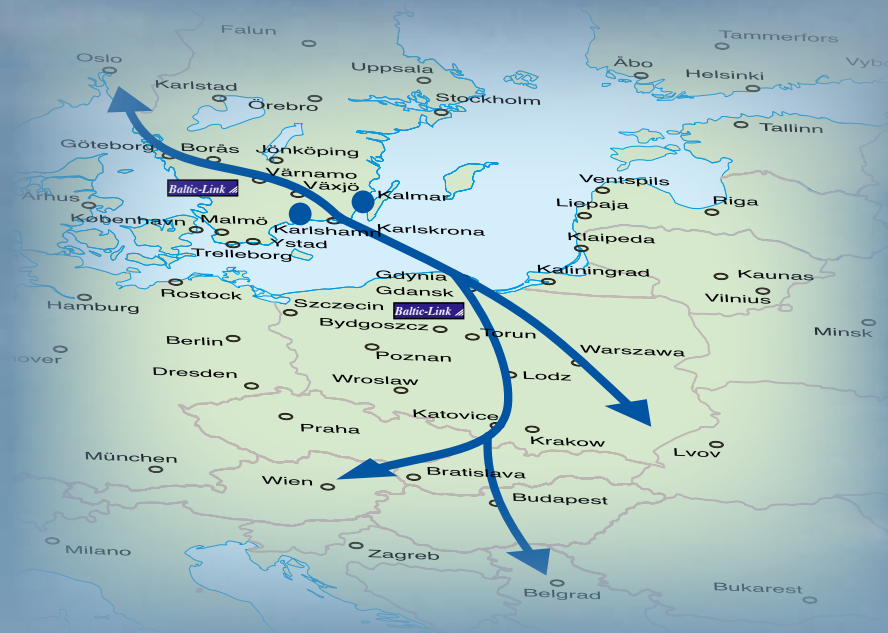 Falun
Tammerfors
Oslo
Uppsala
Åbo
Helsinki
Karlstad
Örebro
Stockholm
Tallinn
Göteborg
Borås
Jönköping
Värnamo
Växjö
Ventspils
Baltic-Link
Kalmar
Århus
Liepaja
Riga
København
Malmö
Karlshamn
Karlskrona
Klaipeda
Trelleborg
Ystad
Gdynia
Kaliningrad
Kaunas
Rostock
Gdansk
Vilnius
Hamburg
Szczecin
Baltic-Link
Bydgoszcz
Torun
Minsk
Berlin
Poznan
Warszawa
Dresden
Wroslaw
Lodz
Katovice
Praha
Krakow
Lvov
München
Wien
Bratislava
Budapest
Milano
Zagreb
Belgrad
Bukarest